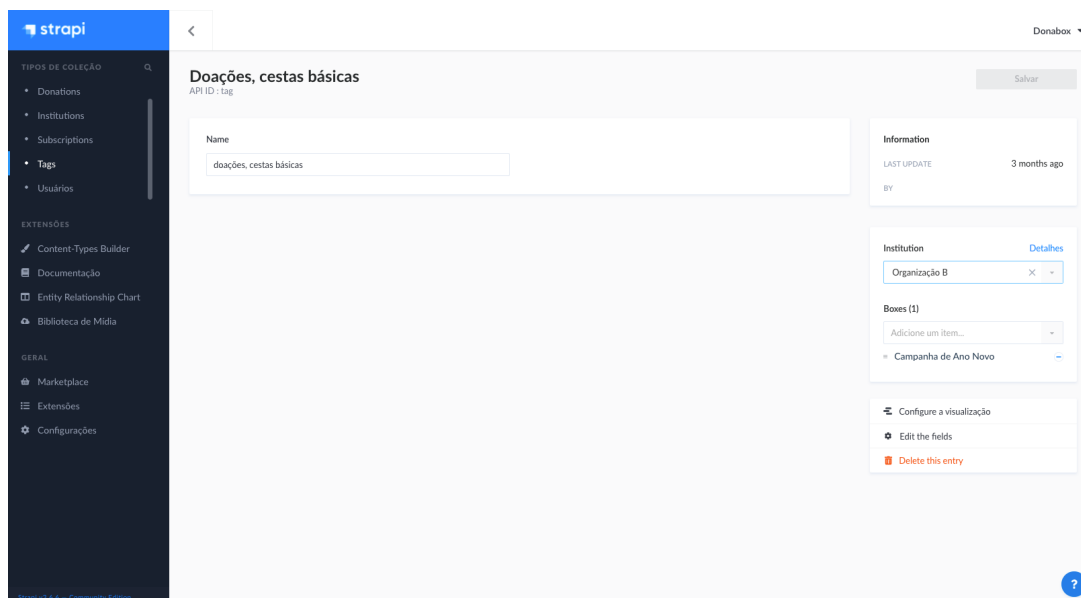 strapi
Donabox
TIPOS DE COLEÇÃO
Donations
Institutions
Subscriptions
Tags
Usuários
EXTENSÕES
Content-Types Builder
Documentação
Entity Relationship Chart
Biblioteca de Mídia
GERAL
Marketplace
Extensões
Configurações
Doações, cestas básicas
API ID : tag
Salvar
Name
doações, cestas básicas
Information
LAST UPDATE 3 months ago
BY
Institution Detalhes
Organização B
Boxes (1)
Adicione um item...
Campanha de Ano Novo
Configure a visualização
Edit the fields
Delete this entry
?